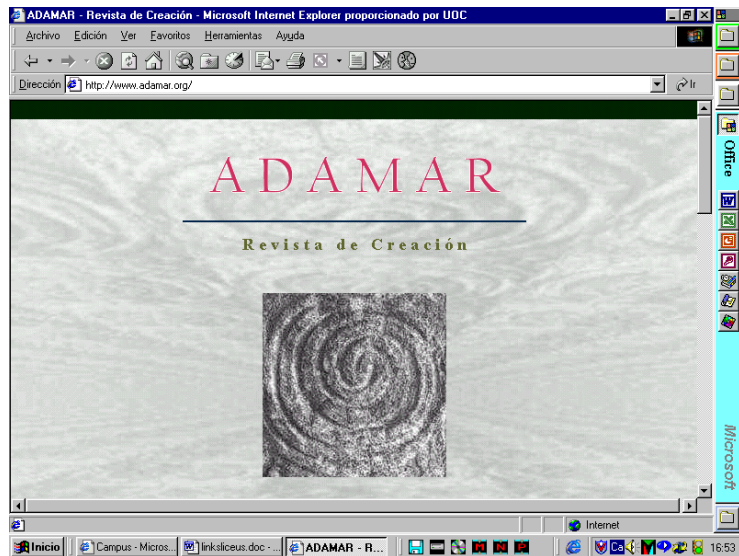 ADAMAR - Revista de Creación - Microsoft Internet Explorer proporcionado por UOC
Archivo Edición Ver Favoritos Herramientas Ayuda
Dirección http://www.adamar.org/ Ir
ADAMAR
Revista de Creación
Office
Microsoft
Internet
Inicio Campus - Micros... linksliceus.doc - ... ADAMAR - R... M N P Ca 16:53